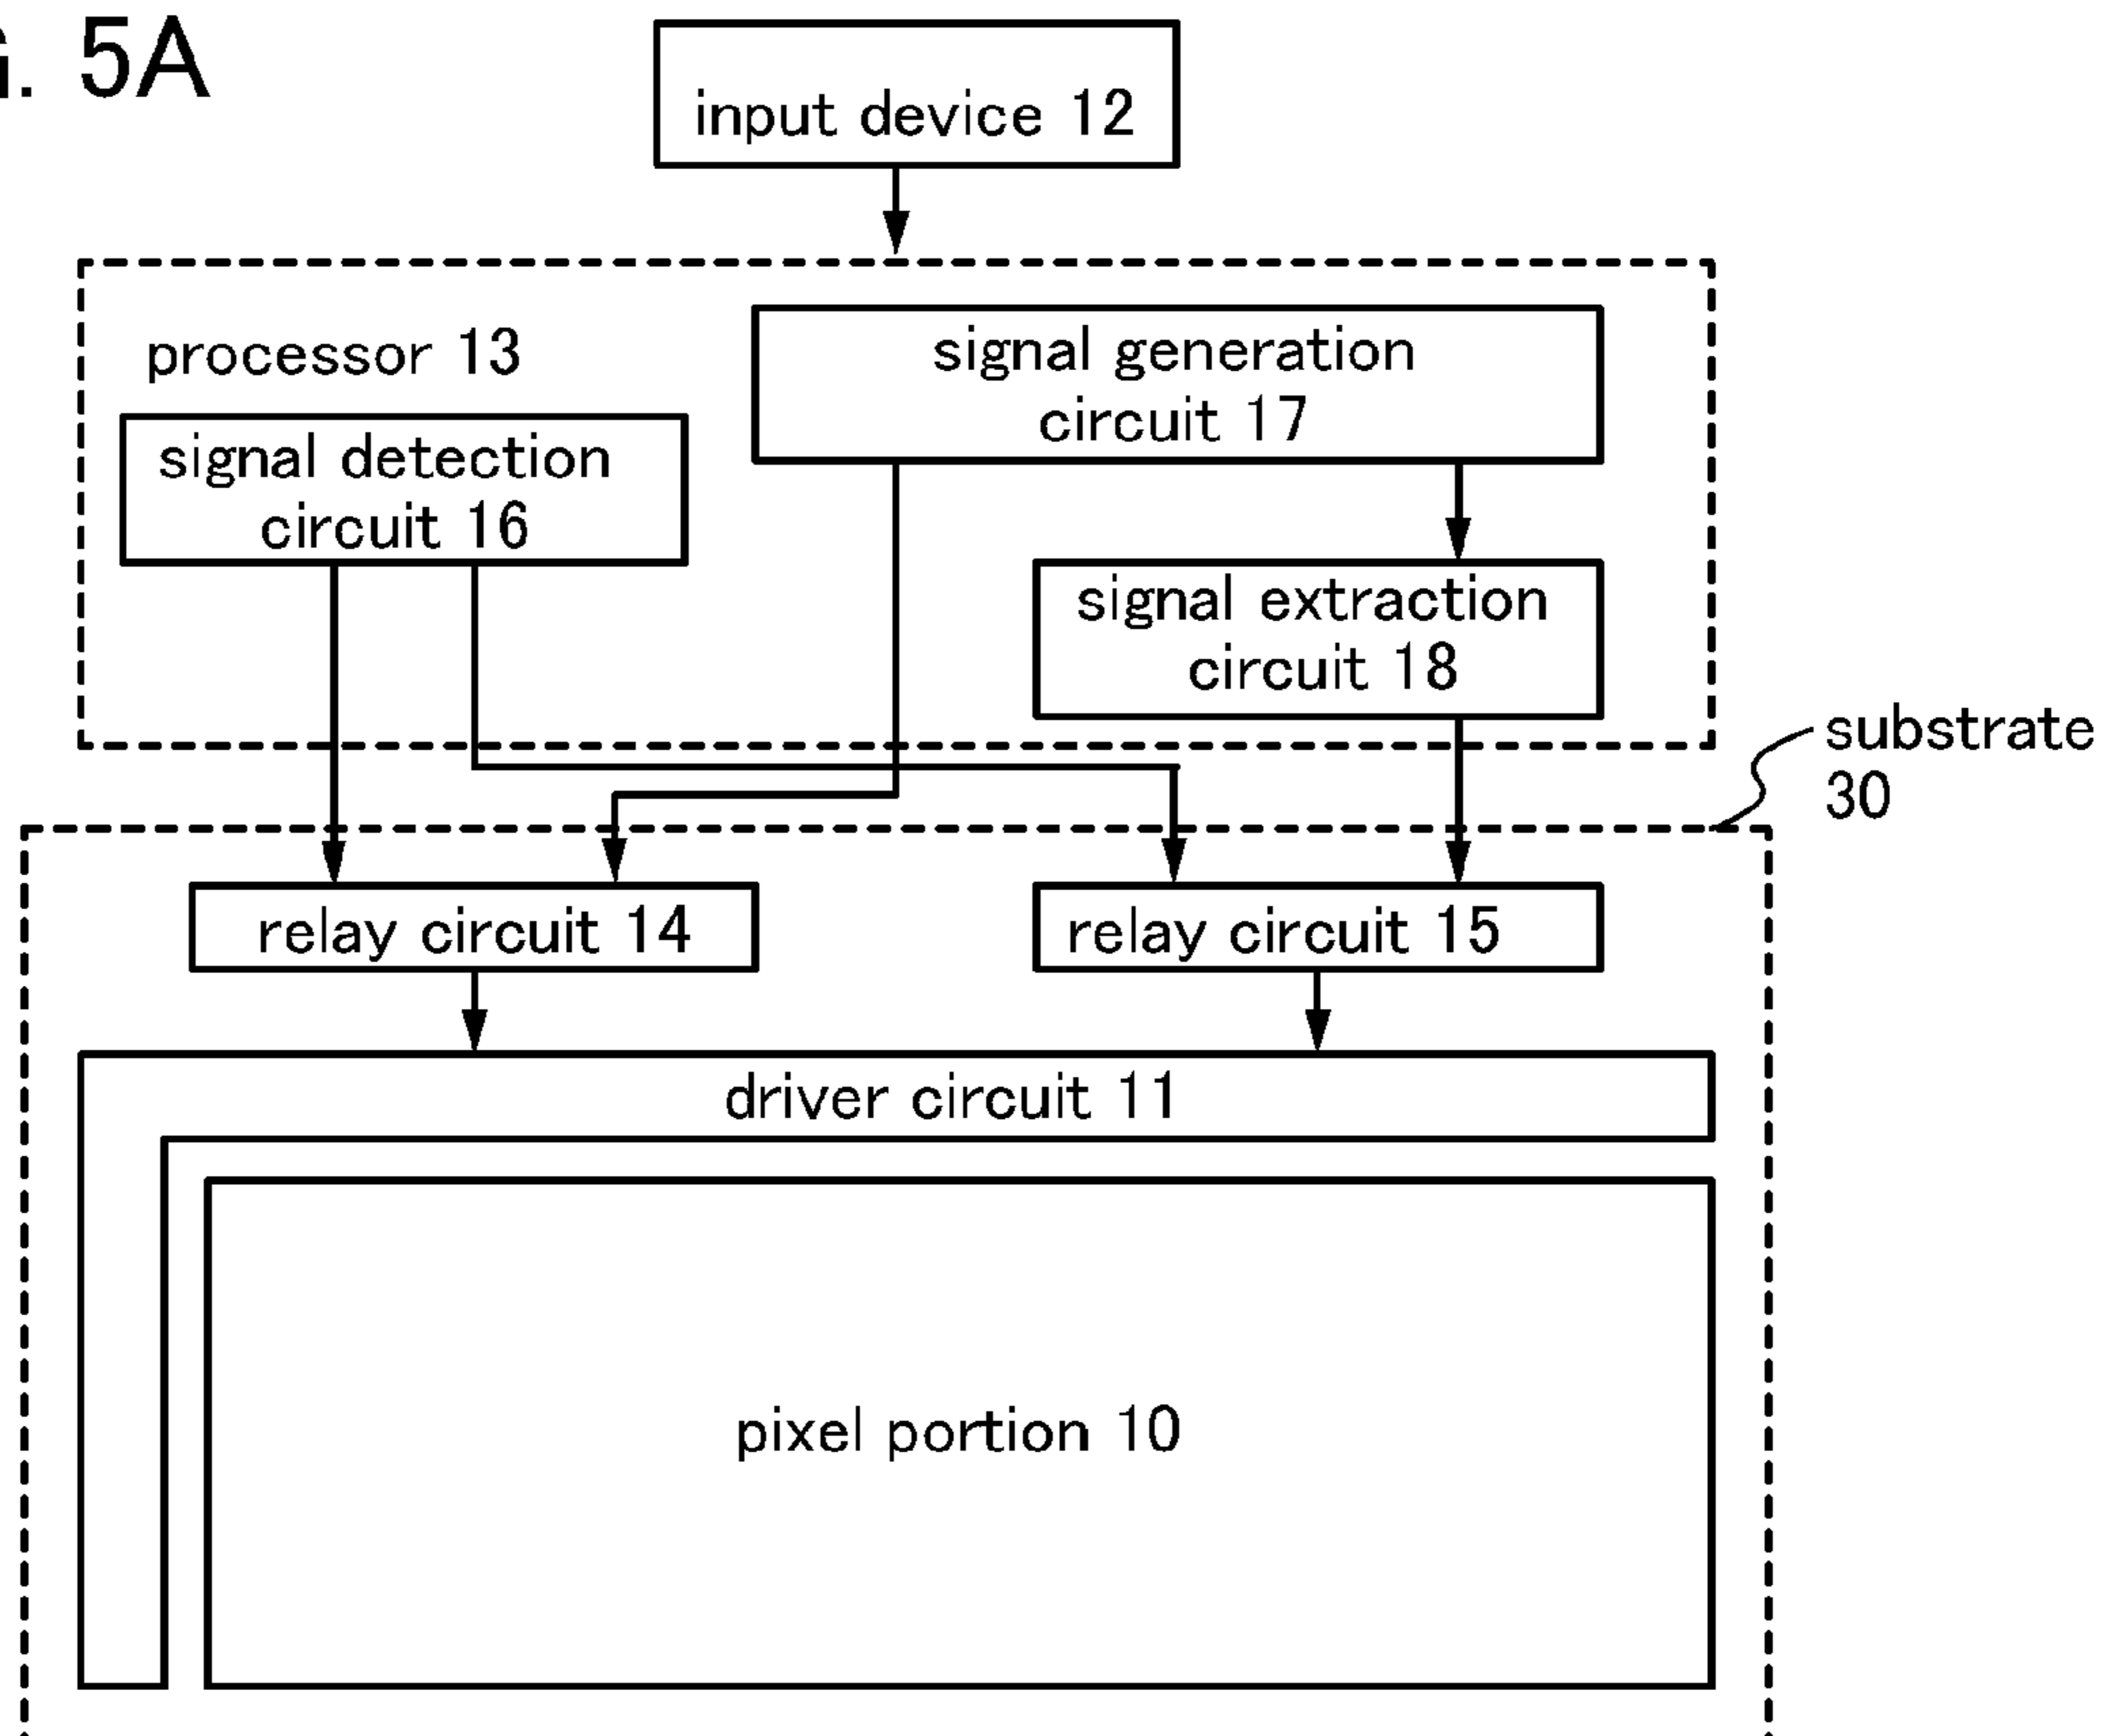 5A
input device 12
processor 13
signal generation
circuit 17
signal detection
circuit 16
signal extraction
circuit 18
substrate
30
relay circuit 14
relay circuit 15
driver circuit 11
pixel portion 10